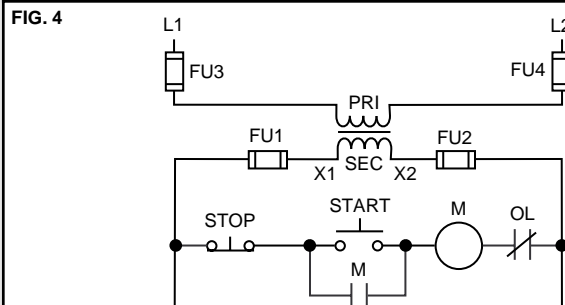 FIG. 4
L1
L2
FU3
FU4
PRI
FU1
FU2
X1
SEC
X2
STOP
START
M
OL
M